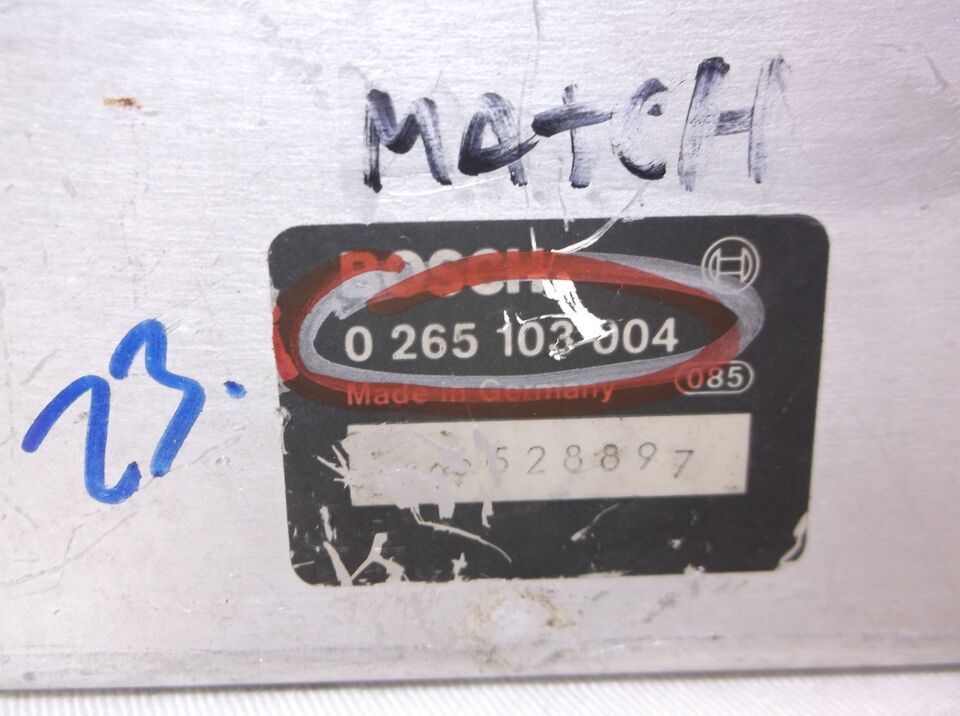 MAtCH
BOSCH
0 265 103 004
Made in Germany 085
23.
528897